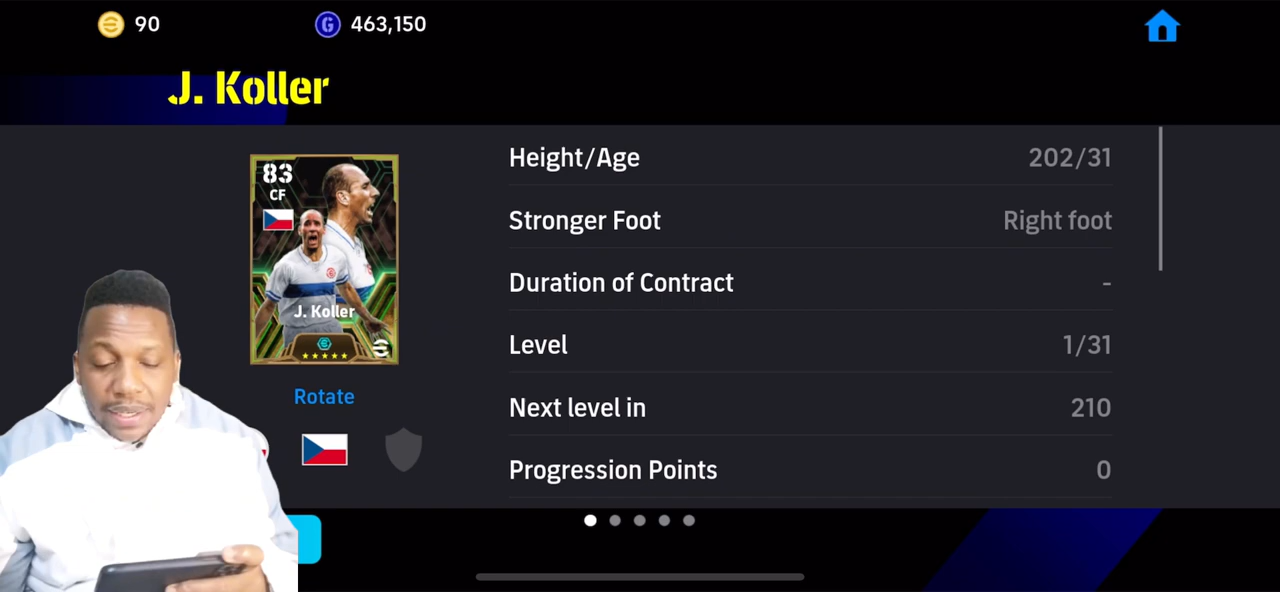 90
463,150
J. Koller
83
CF
J. Koller
Rotate
Height/Age 202/31
Stronger Foot Right foot
Duration of Contract -
Level 1/31
Next level in 210
Progression Points 0